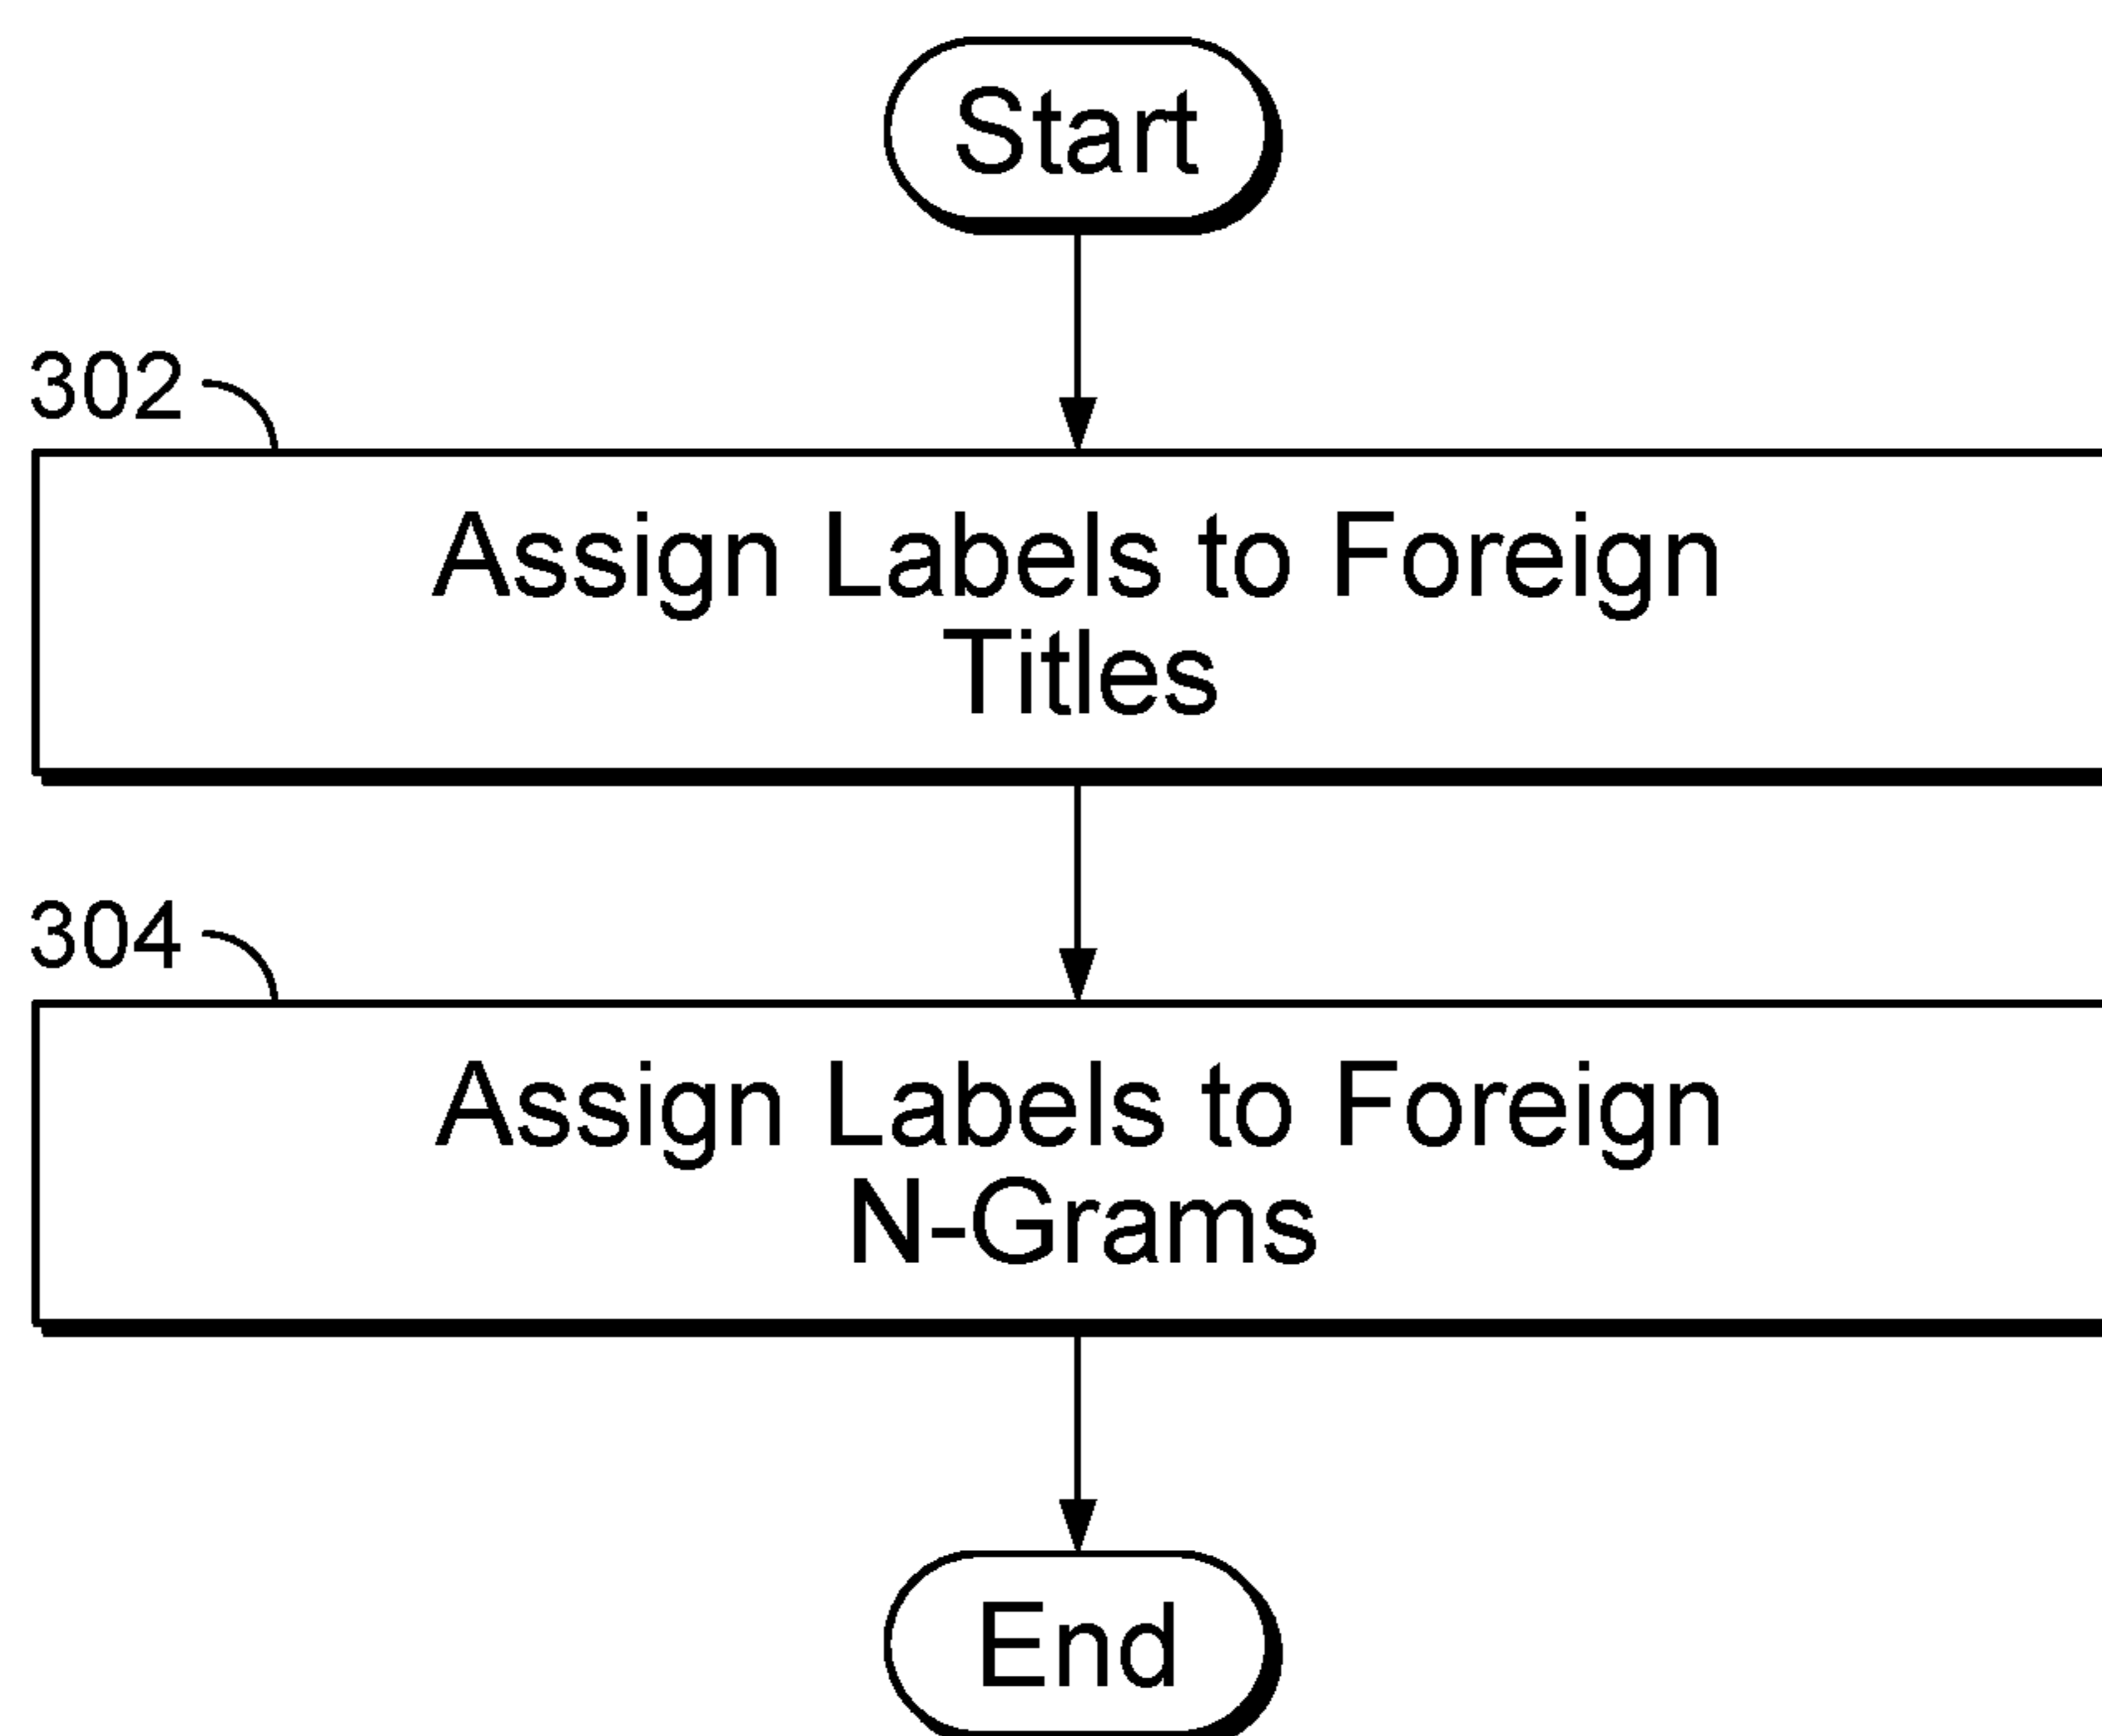 Start
302
Assign Labels to Foreign
Titles
304
Assign Labels to Foreign
N-Grams
End